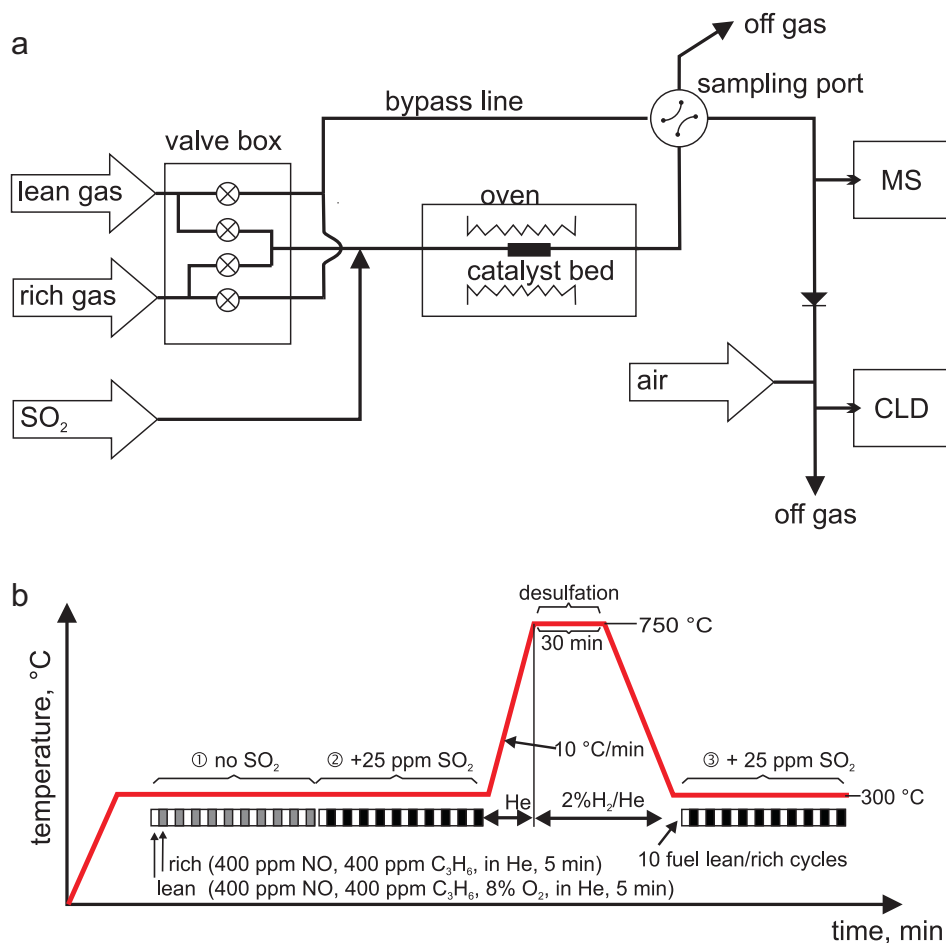 a
off gas
sampling port
bypass line
valve box
lean gas
MS
oven
catalyst bed
rich gas
air
SO₂
CLD
off gas
b
desulfation
750 °C
30 min
10 °C/min
① no SO₂
② +25 ppm SO₂
③ + 25 ppm SO₂
He
2%H₂/He
300 °C
rich (400 ppm NO, 400 ppm C₃H₆, in He, 5 min)
10 fuel lean/rich cycles
lean (400 ppm NO, 400 ppm C₃H₆, 8% O₂, in He, 5 min)
temperature, °C
time, min